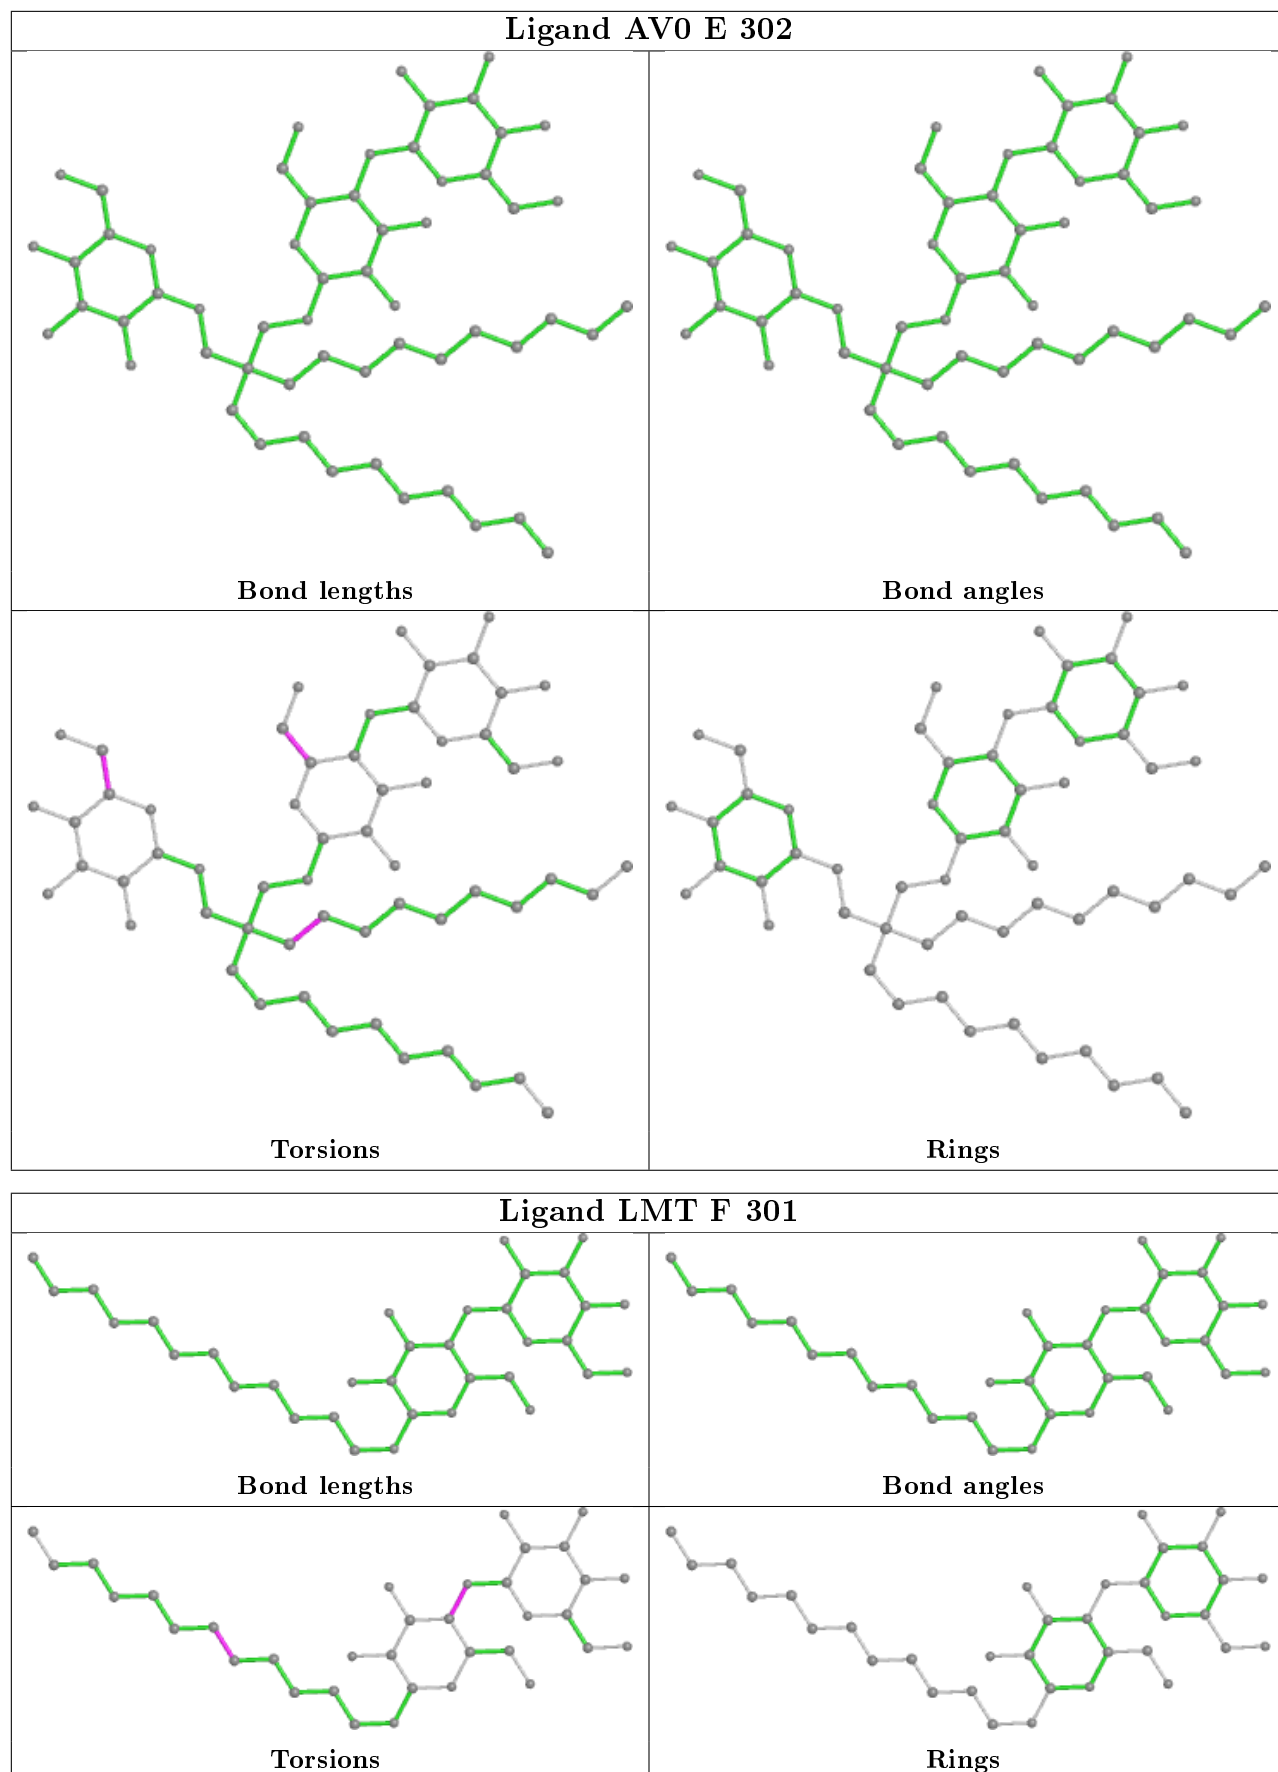 Ligand AV0 E 302
Bond lengths
Bond angles
Torsions
Rings
Ligand LMT F 301
Bond lengths
Bond angles
Torsions
Rings